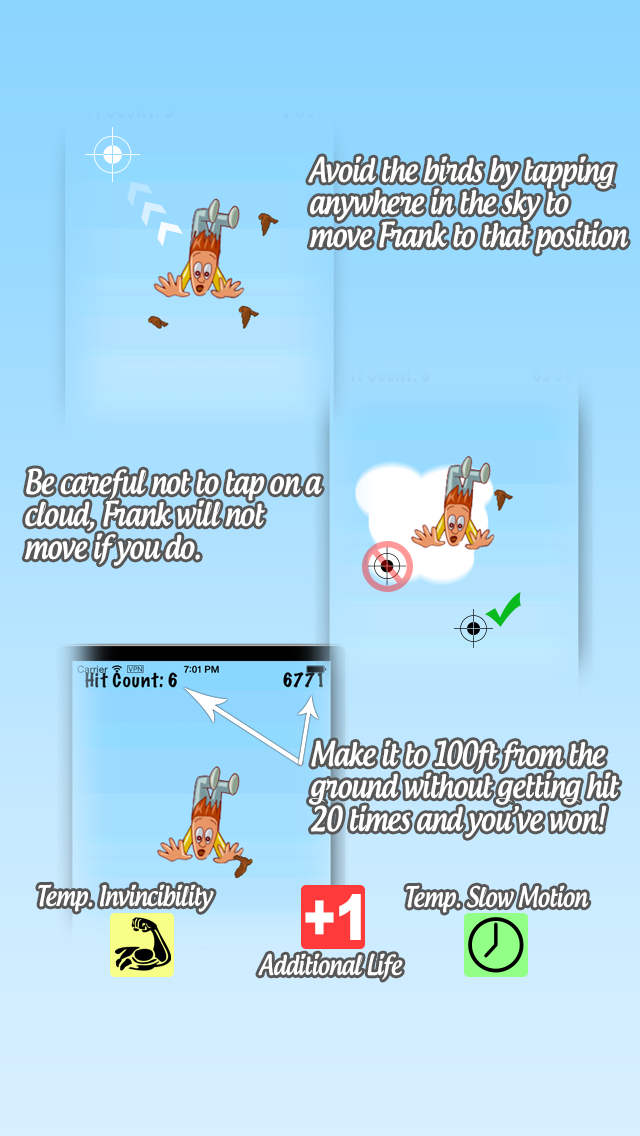 Avoid the birds by tapping
anywhere in the sky to
move Frank to that position
Be careful not to tap on a
cloud, Frank will not
move if you do.
Carrier VPN 7:01 PM
Hit Count: 6 6771
Make it to 100ft from the
ground without getting hit
20 times and you've won!
Temp. Invincibility
+1
Temp. Slow Motion
Additional Life